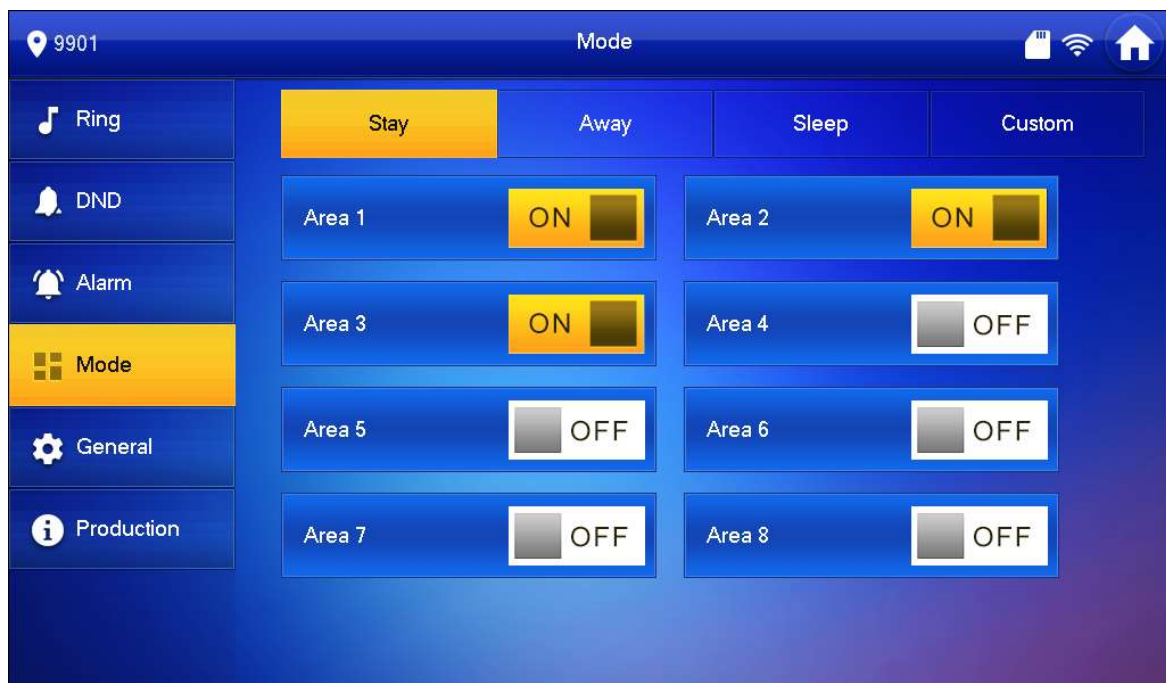 9901 Mode
Ring
DND
Alarm
Mode
General
Production
Stay Away Sleep Custom
Area 1 ON Area 2 ON
Area 3 ON Area 4 OFF
Area 5 OFF Area 6 OFF
Area 7 OFF Area 8 OFF